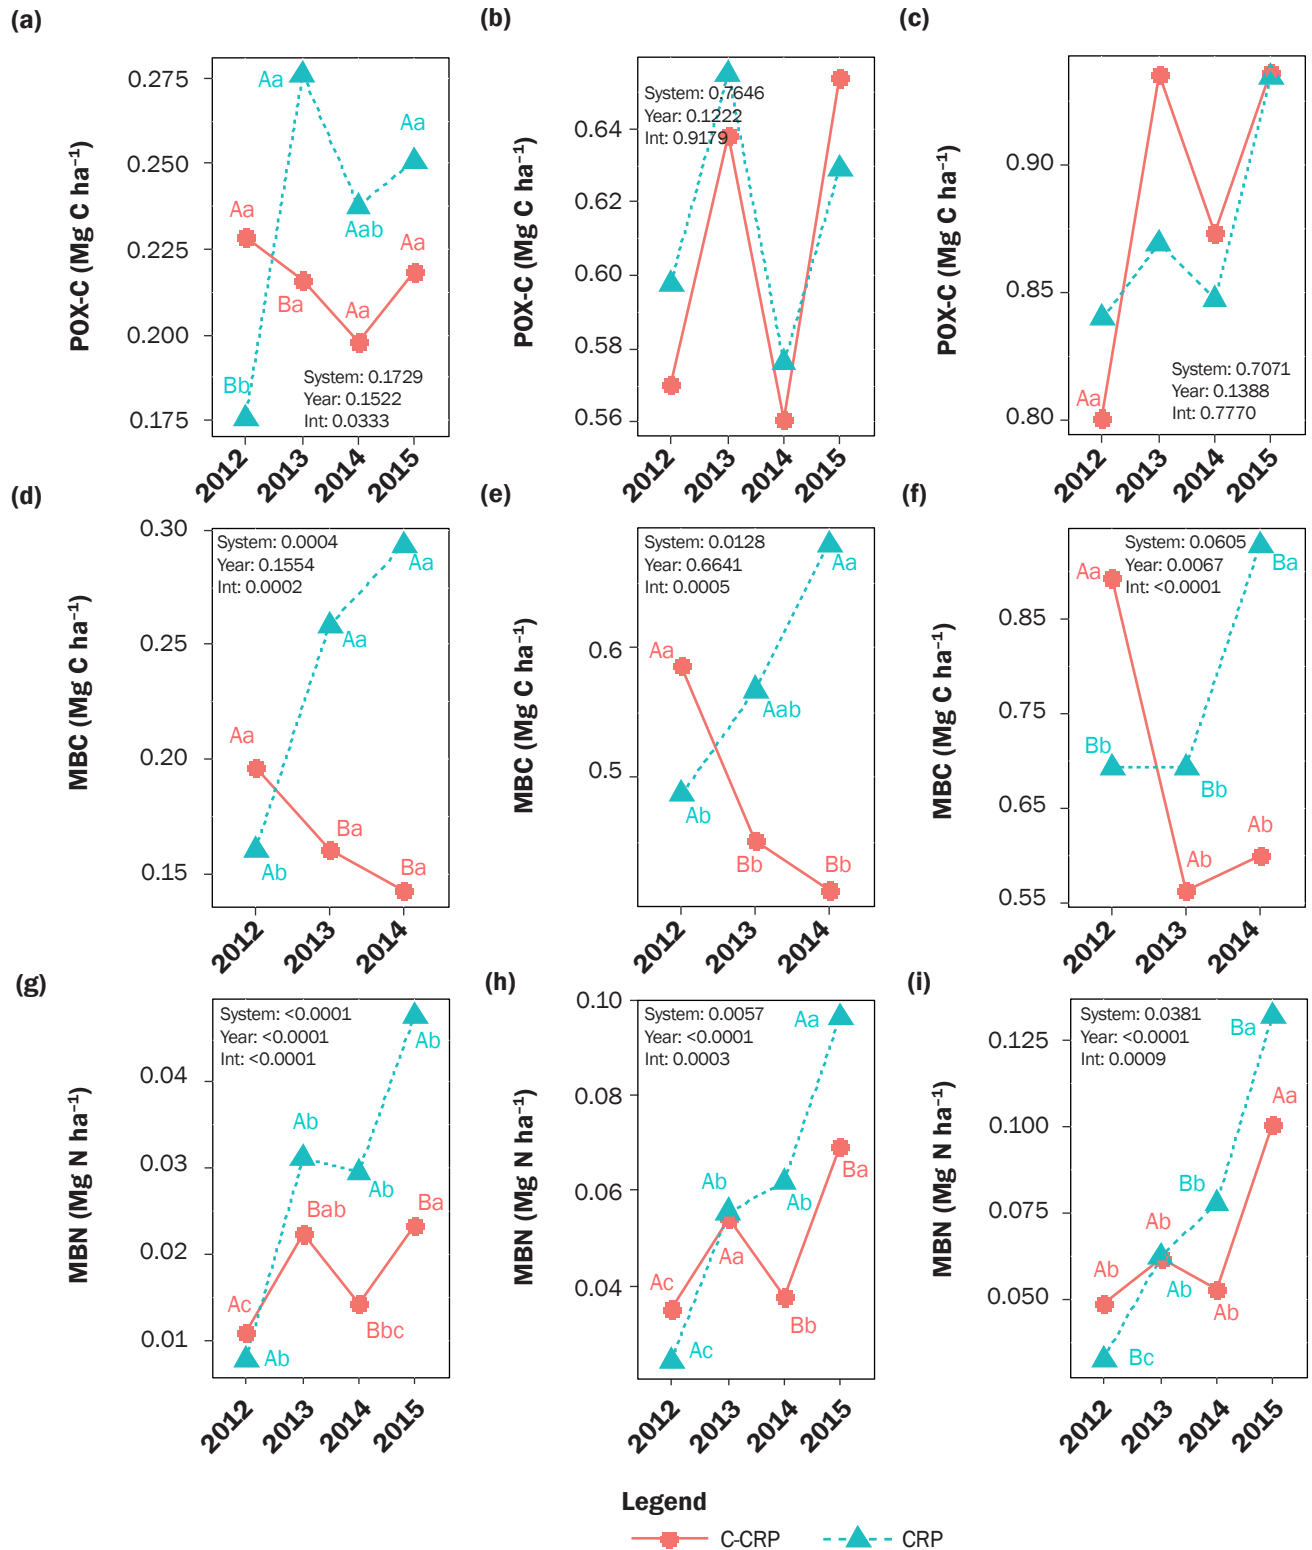 (a)
POX-C (Mg C ha⁻¹)
0.275
0.250
0.225
0.200
0.175
Aa
Aa
Aa
Aab
Aa
Ba
Aa
Bb
System: 0.1729
Year: 0.1522
Int: 0.0333
2012
2013
2014
2015
(b)
POX-C (Mg C ha⁻¹)
0.64
0.62
0.60
0.58
0.56
System: 0.7646
Year: 0.1222
Int: 0.9179
2012
2013
2014
2015
(c)
POX-C (Mg C ha⁻¹)
0.90
0.85
0.80
Aa
System: 0.7071
Year: 0.1388
Int: 0.7770
2012
2013
2014
2015
(d)
MBC (Mg C ha⁻¹)
0.30
0.25
0.20
0.15
System: 0.0004
Year: 0.1554
Int: 0.0002
Aa
Aa
Aa
Ba
Ab
Ba
2012
2013
2014
(e)
MBC (Mg C ha⁻¹)
0.6
0.5
System: 0.0128
Year: 0.6641
Int: 0.0005
Aa
Aa
Aab
Ab
Bb
Bb
2012
2013
2014
(f)
MBC (Mg C ha⁻¹)
0.85
0.75
0.65
0.55
System: 0.0605
Year: 0.0067
Int: <0.0001
Ba
Aa
Bb
Bb
Ab
Ab
2012
2013
2014
(g)
MBN (Mg N ha⁻¹)
0.04
0.03
0.02
0.01
System: <0.0001
Year: <0.0001
Int: <0.0001
Ab
Ab
Ab
Bab
Ba
Ac
Bbc
Ab
2012
2013
2014
2015
(h)
MBN (Mg N ha⁻¹)
0.10
0.08
0.06
0.04
System: 0.0057
Year: <0.0001
Int: 0.0003
Aa
Ba
Ab
Ab
Aa
Ac
Bb
Ac
2012
2013
2014
2015
(i)
MBN (Mg N ha⁻¹)
0.125
0.100
0.075
0.050
System: 0.0381
Year: <0.0001
Int: 0.0009
Ba
Aa
Bb
Ab
Ab
Ab
Ab
Bc
2012
2013
2014
2015
Legend
C-CRP
CRP